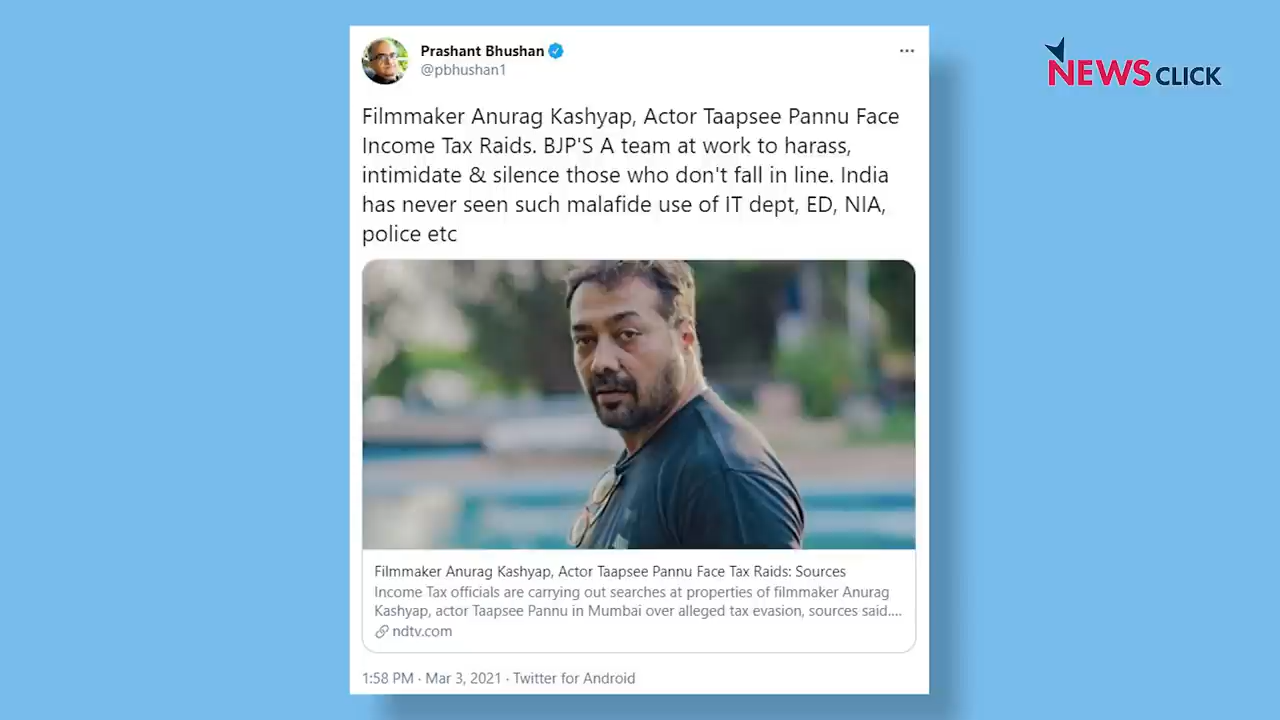 Prashant Bhushan
@pbhushan1
NEWS CLICK
Filmmaker Anurag Kashyap, Actor Taapsee Pannu Face
Income Tax Raids. BJP'S A team at work to harass,
intimidate & silence those who don't fall in line. India
has never seen such malafide use of IT dept, ED, NIA,
police etc
Filmmaker Anurag Kashyap, Actor Taapsee Pannu Face Tax Raids: Sources
Income Tax officials are carrying out searches at properties of filmmaker Anurag
Kashyap, actor Taapsee Pannu in Mumbai over alleged tax evasion, sources said....
ndtv.com
1:58 PM · Mar 3, 2021 · Twitter for Android